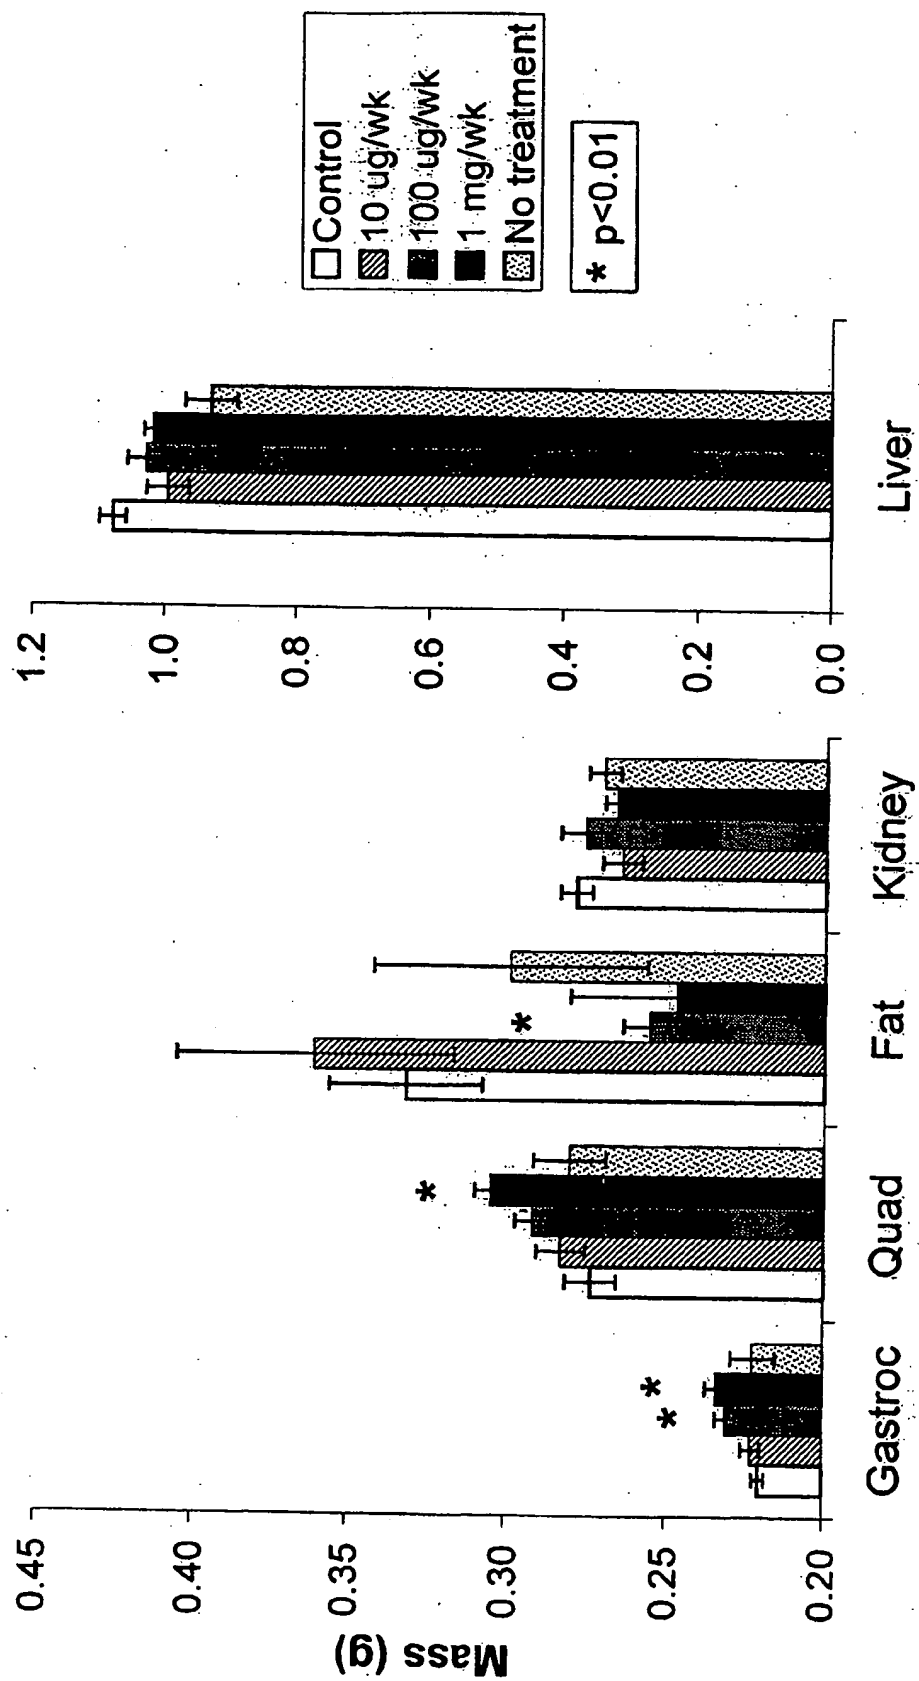 Mass (g)
0.45
0.40
0.35
0.30
0.25
0.20
Gastroc
Quad
Fat
Kidney
*
*
*
*
1.2
1.0
0.8
0.6
0.4
0.2
0.0
Liver
Control
10 ug/wk
100 ug/wk
1 mg/wk
No treatment
* p<0.01